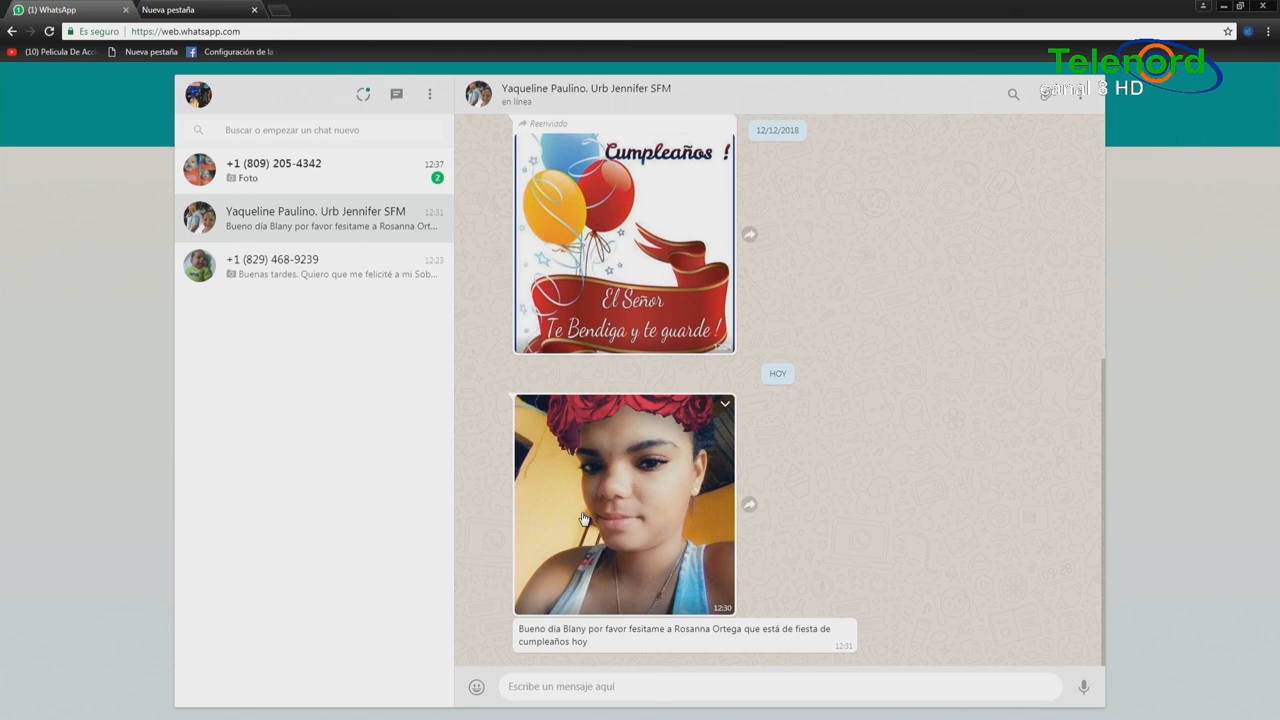 (1) WhatsApp
Nueva pestaña
Es seguro
https://web.whatsapp.com
(10) Pelicula De Acc
Nueva pestaña
Configuración de la
Telenord
canal 8 HD
Yaqueline Paulino. Urb Jennifer SFM
en línea
Buscar o empezar un chat nuevo
+1 (809) 205-4342
12:37
Foto
2
Yaqueline Paulino. Urb Jennifer SFM
12:31
Bueno día Blany por favor fesitame a Rosanna Ort...
+1 (829) 468-9239
12:23
Buenas tardes. Quiero que me felicité a mi Sob...
Reenviado
12/12/2018
Cumpleaños !
El Señor
Te Bendiga y te guarde !
HOY
12:30
Bueno día Blany por favor fesitame a Rosanna Ortega que está de fiesta de
cumpleaños hoy
12:31
Escribe un mensaje aquí